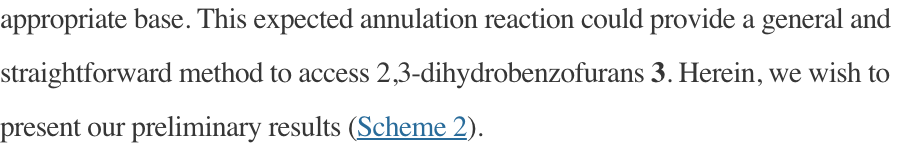 appropriate base. This expected annulation reaction could provide a general and
straightforward method to access 2,3-dihydrobenzofurans 3. Herein, we wish to
present our preliminary results (Scheme 2).